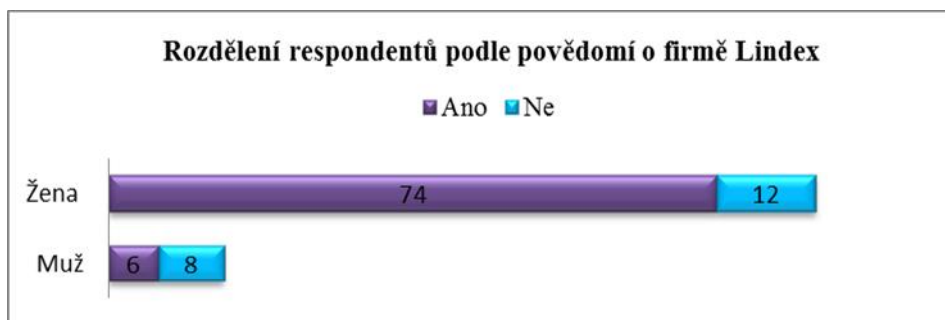 Rozdělení respondentů podle povědomí o firmě Lindex
Ano Ne
Žena 74 12
Muž 6 8